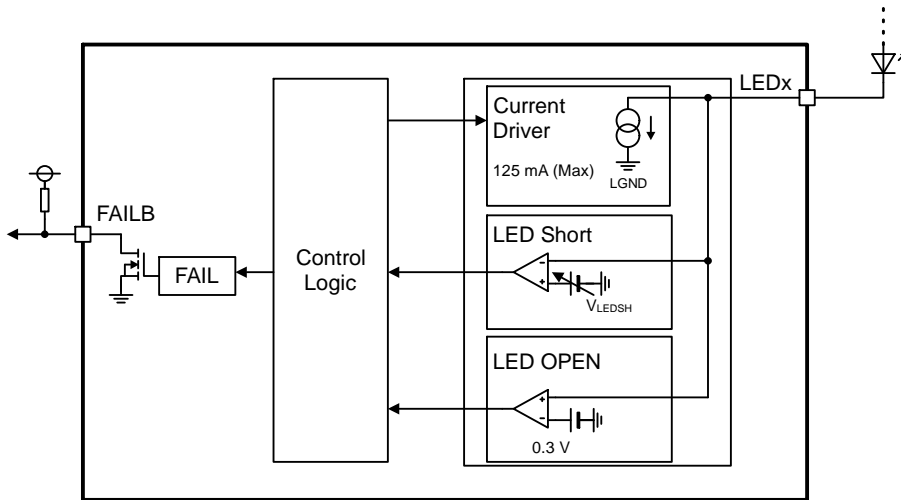 LEDx
Current
Driver
125 mA (Max)
LGND
FAILB
LED Short
-
+
VLEDSH
Control
Logic
FAIL
LED OPEN
+
-
0.3 V